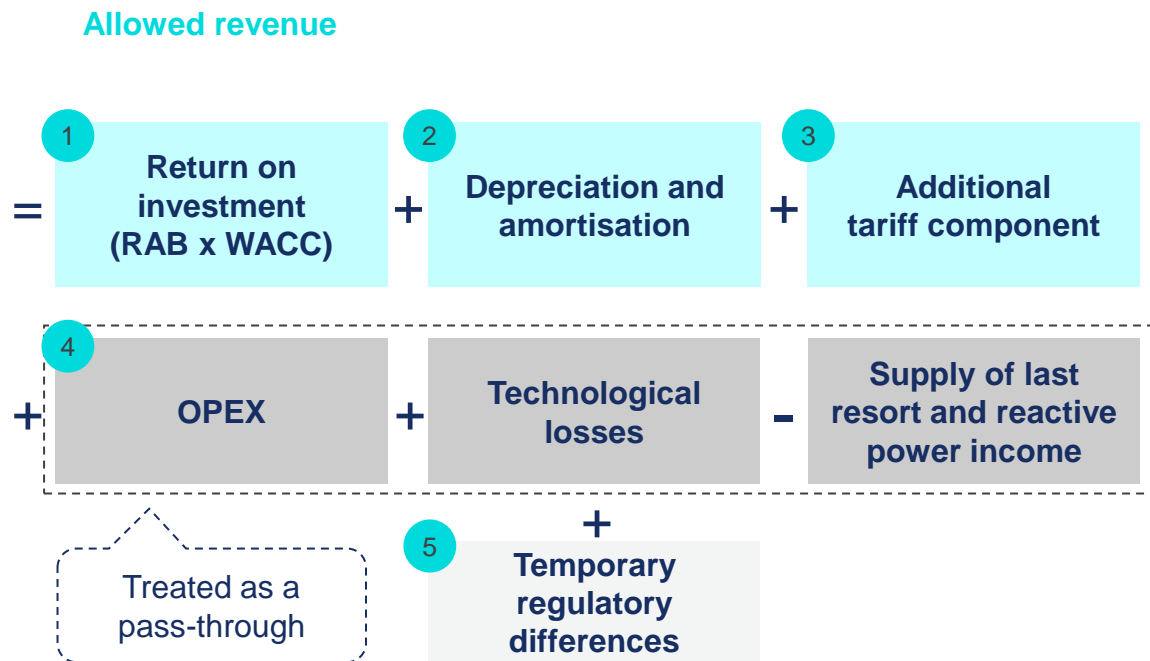 Allowed revenue
1
2
3
=
Return on
investment
(RAB x WACC)
+
Depreciation and
amortisation
+
Additional
tariff component
4
+
OPEX
+
Technological
losses
-
Supply of last
resort and reactive
power income
Treated as a
pass-through
+
5
Temporary
regulatory
differences